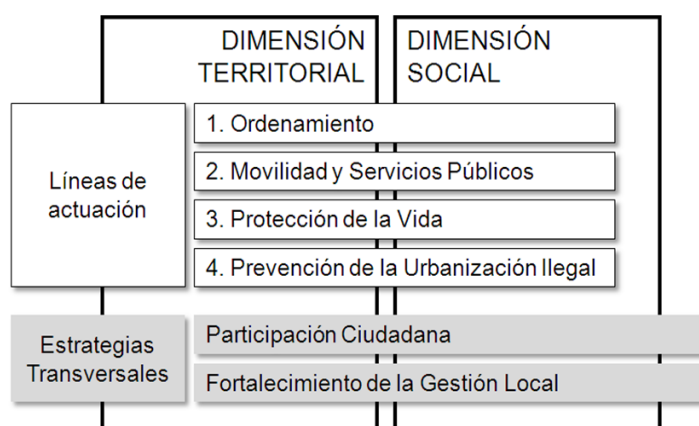 DIMENSIÓN
TERRITORIAL
DIMENSIÓN
SOCIAL
Líneas de
actuación
1. Ordenamiento
2. Movilidad y Servicios Públicos
3. Protección de la Vida
4. Prevención de la Urbanización Ilegal
Estrategias
Transversales
Participación Ciudadana
Fortalecimiento de la Gestión Local